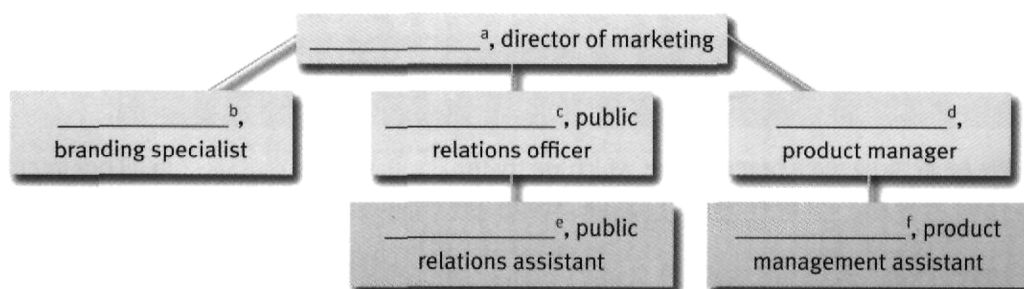 _______________ᵃ, director of marketing
_______________ᵇ,
branding specialist
_______________ᶜ, public
relations officer
_______________ᵈ,
product manager
_______________ᵉ, public
relations assistant
_______________ᶠ, product
management assistant